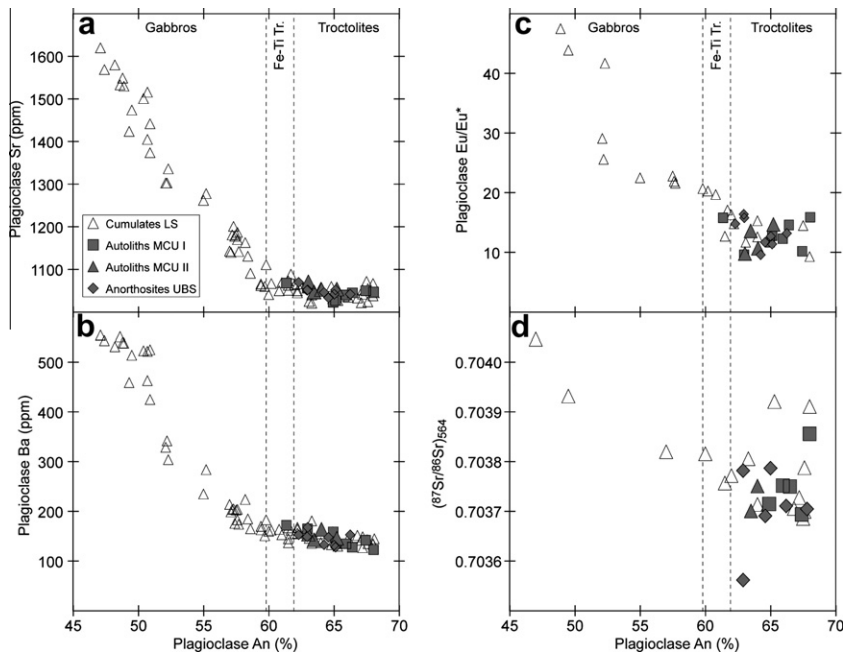 a
Gabbros
Fe-Ti Tr.
Troctolites
1600
1500
1400
1300
1200
1100
Plagioclase Sr (ppm)
Cumulates LS
Autoliths MCU I
Autoliths MCU II
Anorthosites UBS
b
500
400
300
200
100
Plagioclase Ba (ppm)
45 50 55 60 65 70
Plagioclase An (%)
c
Gabbros
Fe-Ti Tr.
Troctolites
40
30
20
10
Plagioclase Eu/Eu*
d
0.7040
0.7039
0.7038
0.7037
0.7036
(87Sr/86Sr)564
45 50 55 60 65 70
Plagioclase An (%)